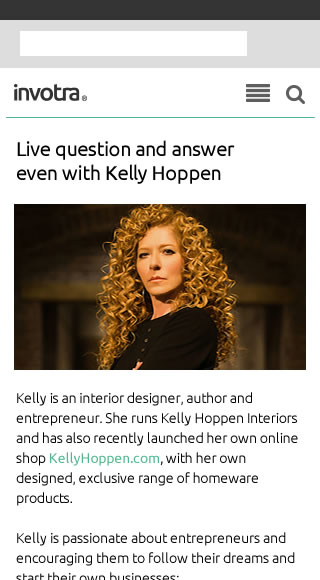 invotra®
Live question and answer
even with Kelly Hoppen
Kelly is an interior designer, author and
entrepreneur. She runs Kelly Hoppen Interiors
and has also recently launched her own online
shop KellyHoppen.com, with her own
designed, exclusive range of homeware
products.
Kelly is passionate about entrepreneurs and
encouraging them to follow their dreams and
start their own businesses: